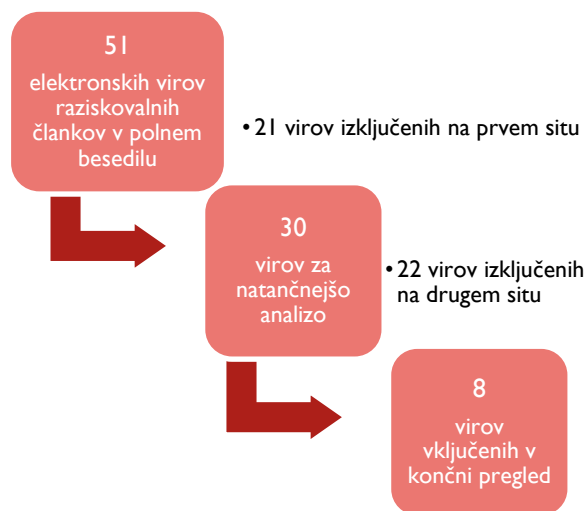 51
elektronskih virov
raziskovalnih
člankov v polnem
besedilu
• 21 virov izključenih na prvem situ
30
virov za
natančnejšo
analizo
• 22 virov izključenih
na drugem situ
8
virov
vključenih v
končni pregled